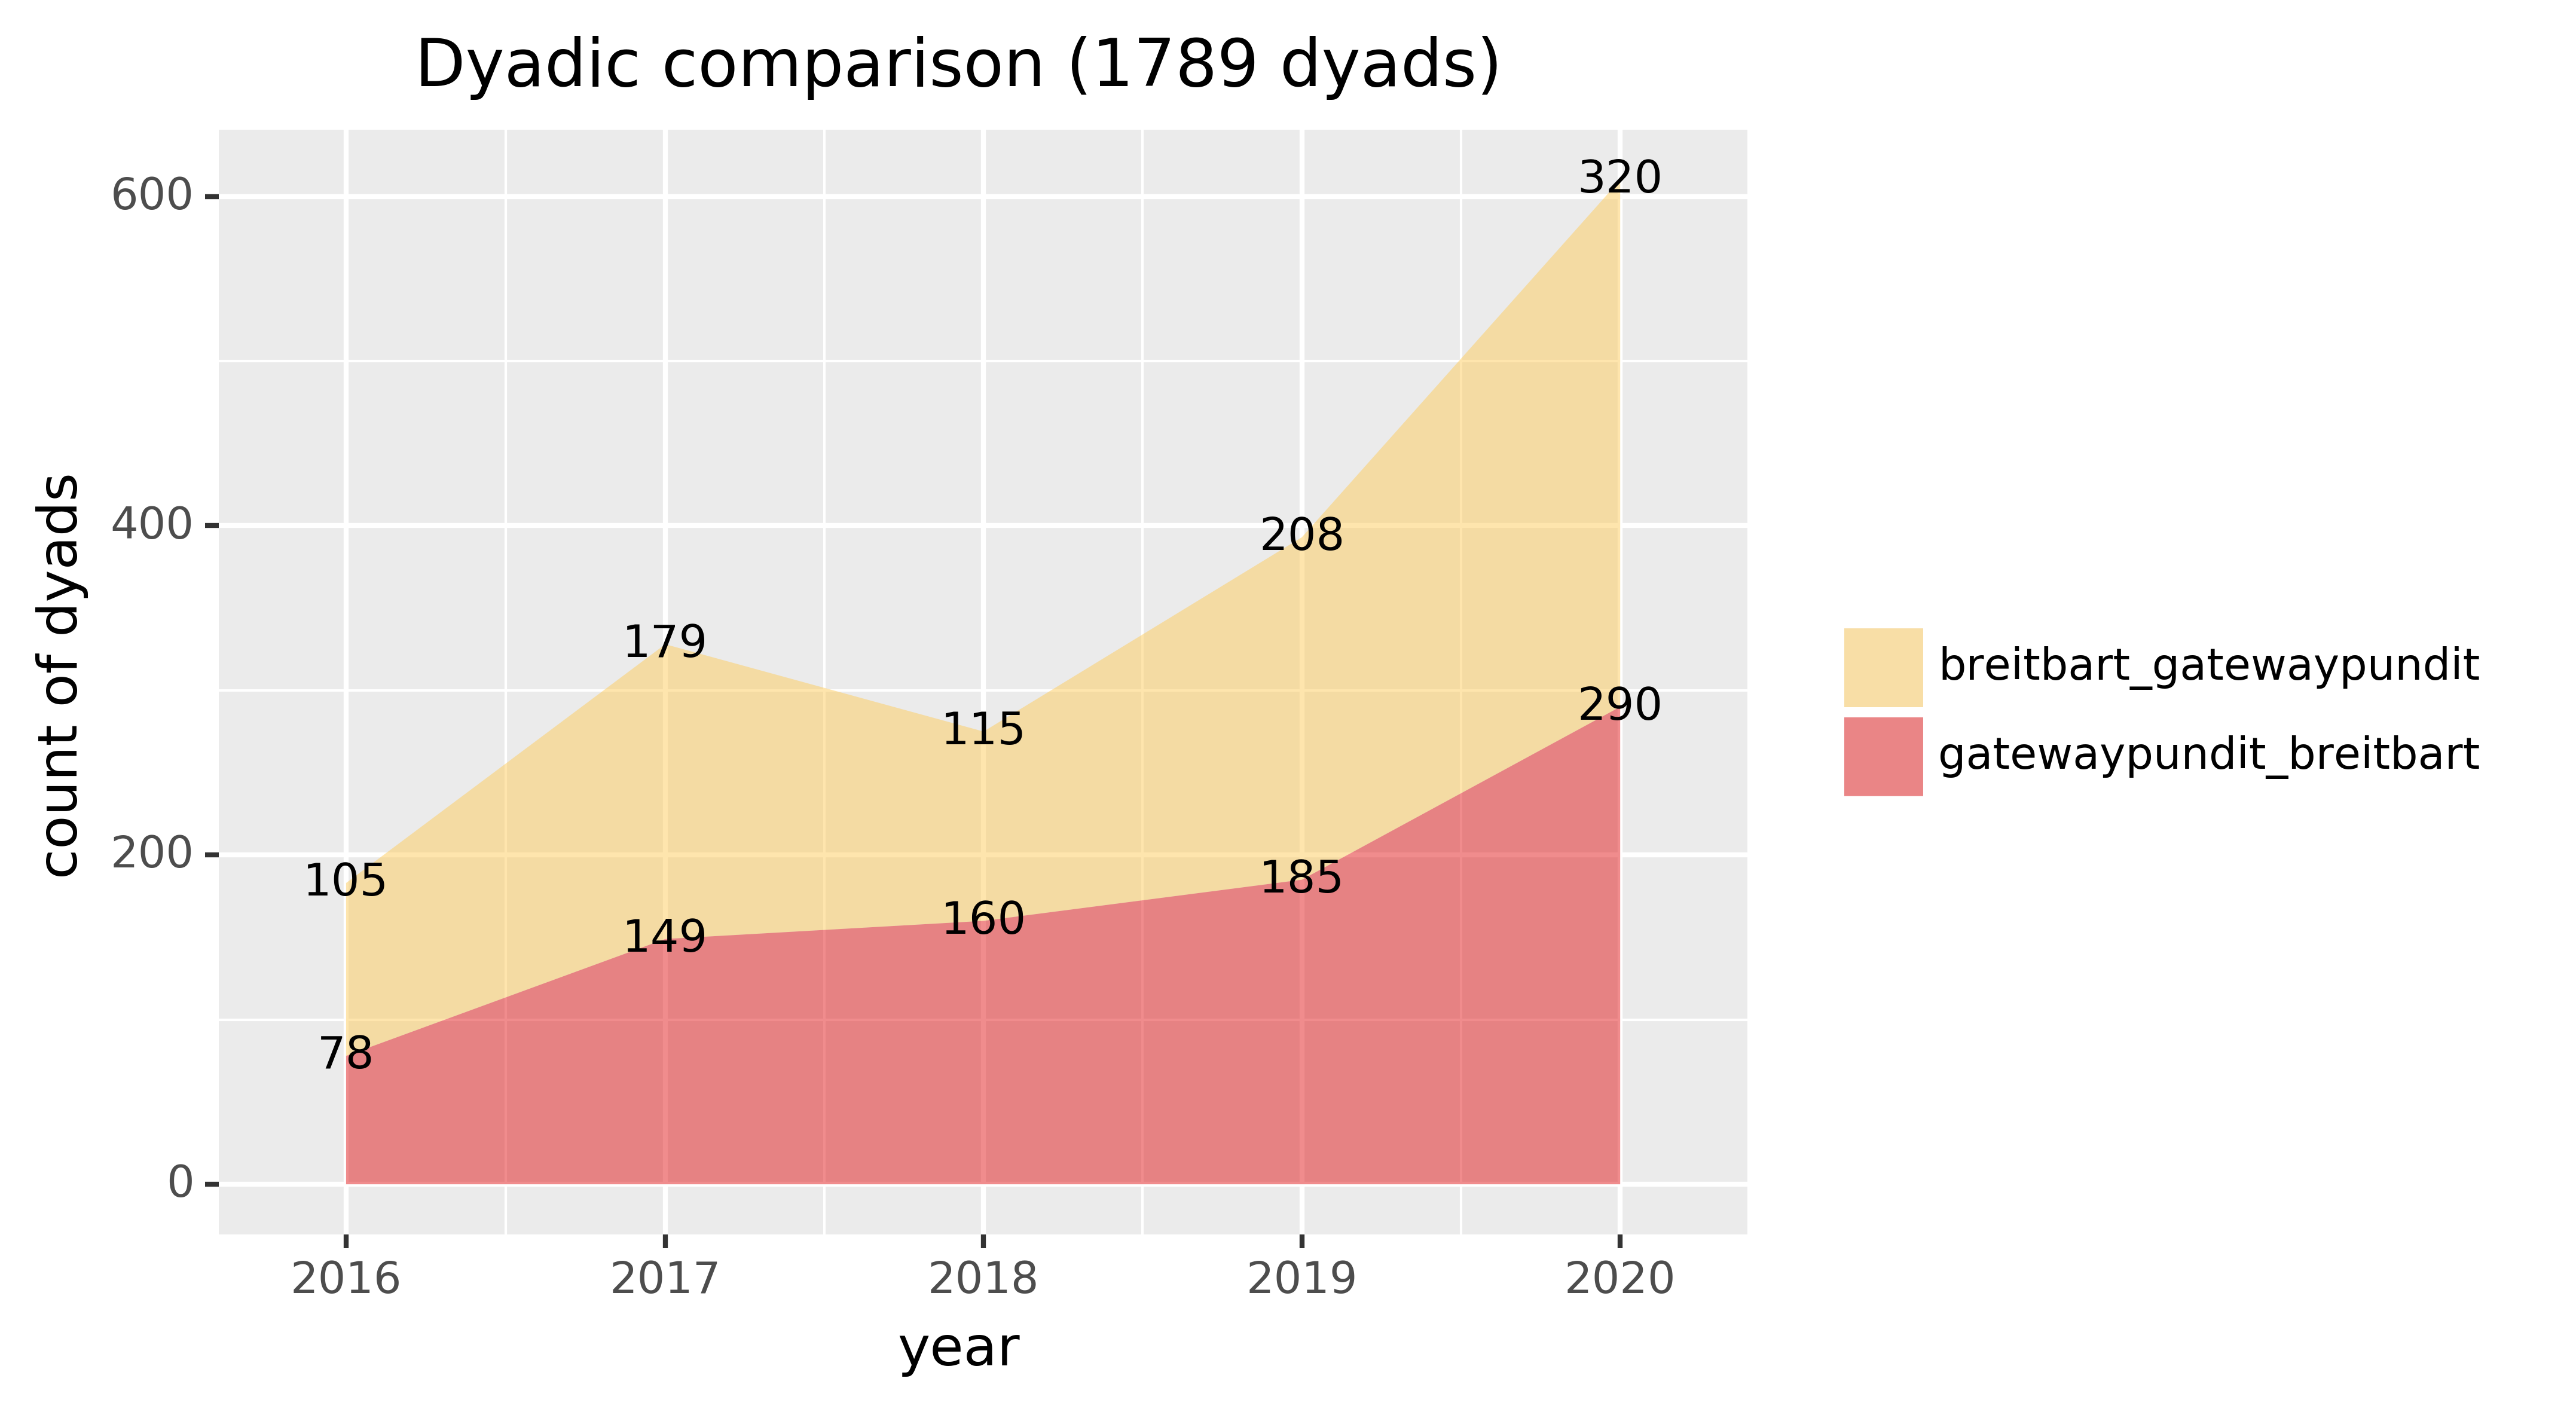 Dyadic comparison (1789 dyads)
count of dyads
600
400
200
0
320
208
179
115
290
105
185
160
149
78
2016 2017 2018 2019 2020
year
breitbart_gatewaypundit
gatewaypundit_breitbart